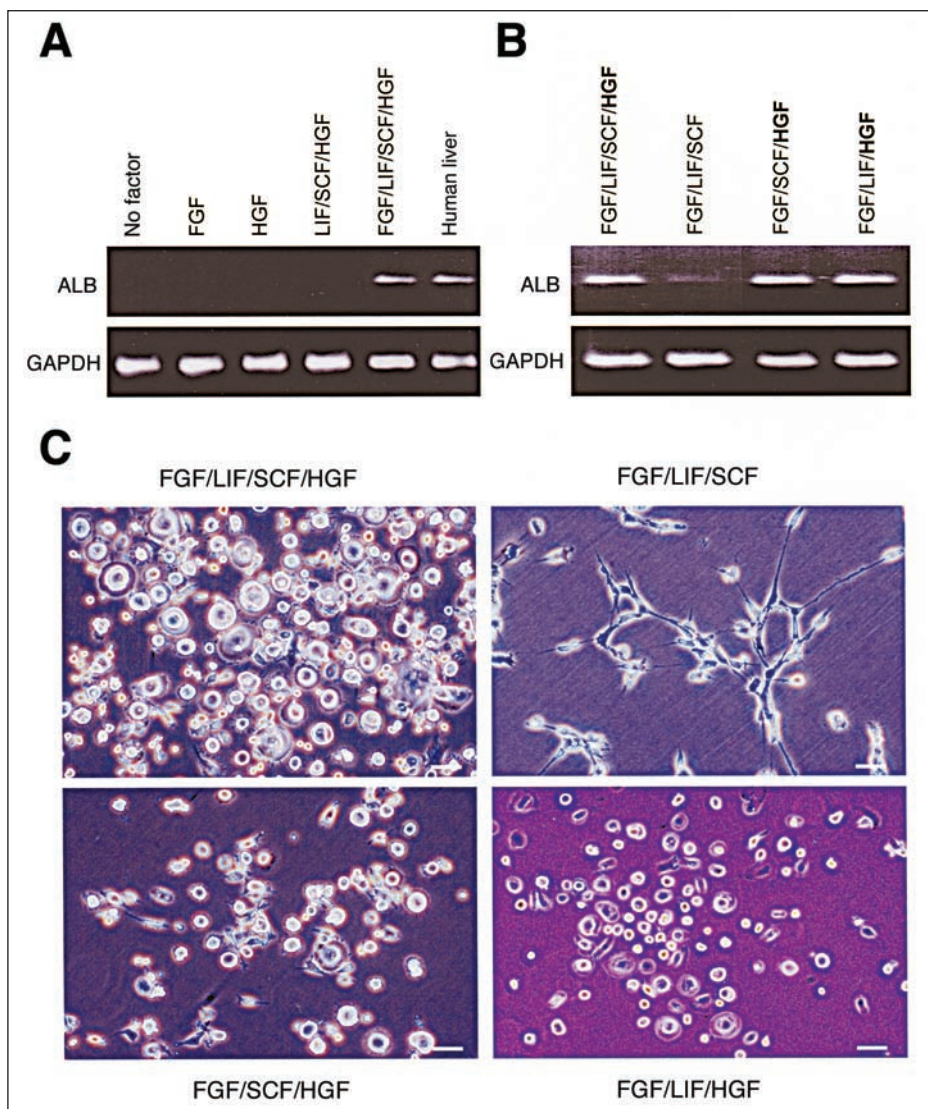 A
B
No factor
FGF
HGF
LIF/SCF/HGF
FGF/LIF/SCF/HGF
Human liver
FGF/LIF/SCF/HGF
FGF/LIF/SCF
FGF/SCF/HGF
FGF/LIF/HGF
ALB
ALB
GAPDH
GAPDH
C
FGF/LIF/SCF/HGF
FGF/LIF/SCF
FGF/SCF/HGF
FGF/LIF/HGF